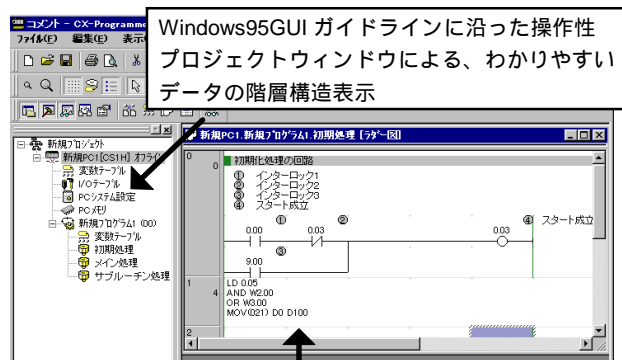 コメント - CX-Programme
ファイル(F) 編集(E) 表示
Windows95GUI ガイドラインに沿った操作性
プロジェクトウィンドウによる、わかりやすい
データの階層構造表示
新規プロジェクト
新規PC1[CS1H] オフライン
変数テーブル
I/Oテーブル
PCシステム設定
PCメモリ
新規プログラム1 (00)
変数テーブル
初期処理
メイン処理
サブルーチン処理
新規PC1.新規プログラム1.初期処理 [ラダー図]
0
0
初期化処理の回路
① インターロック1
② インターロック2
③ インターロック3
④ スタート成立
① ② ④ スタート成立
0.00 0.03 0.03
③
9.00
1
4
LD 0.05
AND W2.00
OR W3.00
MOV(021) D0 D100
2